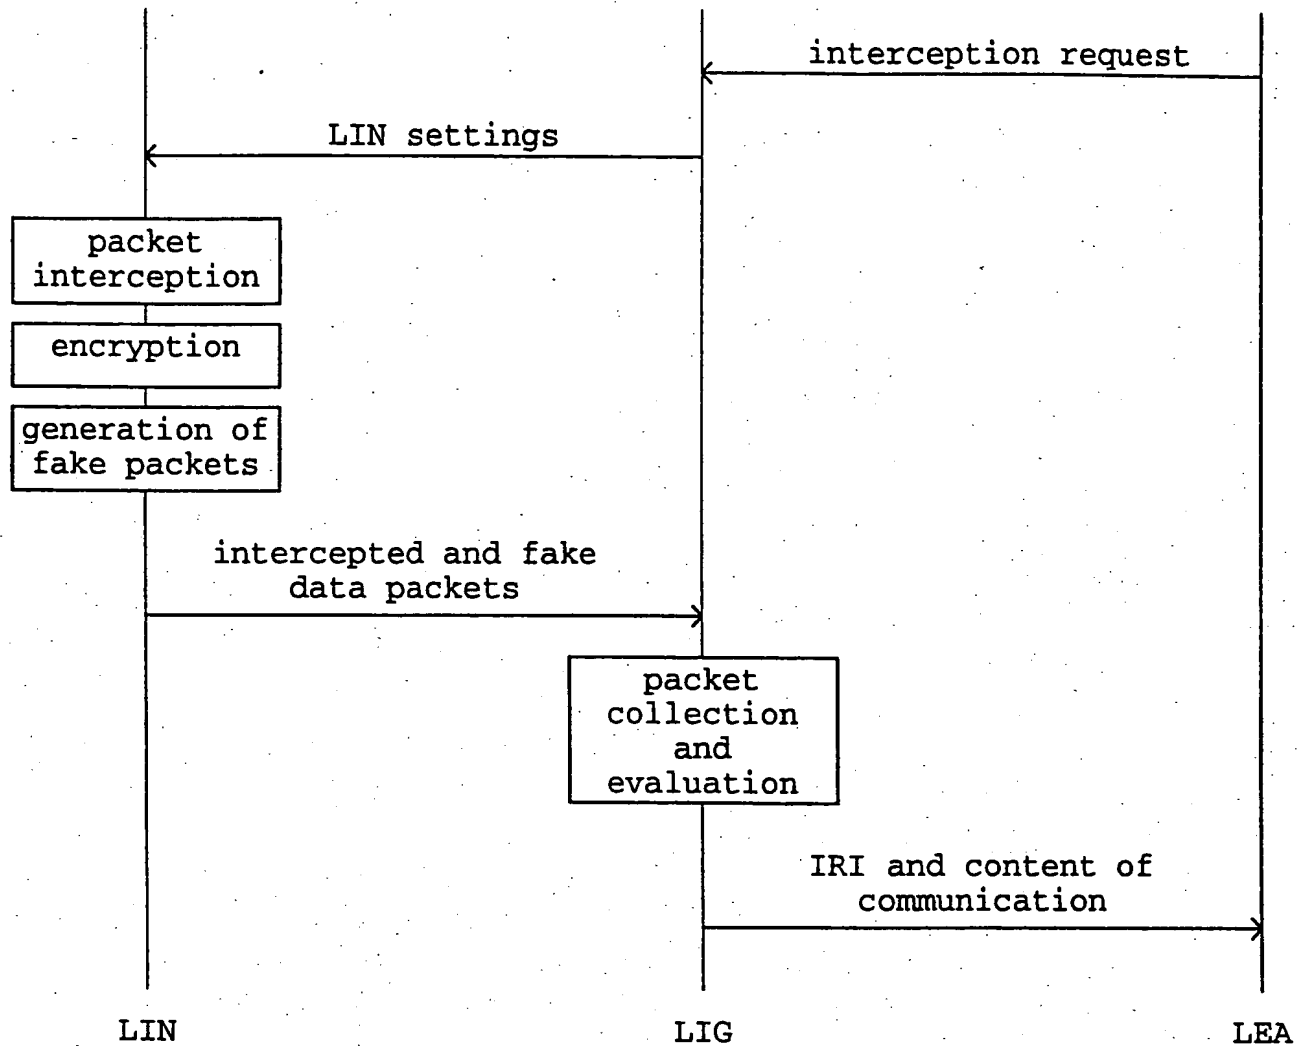 interception request
LIN settings
packet
interception
encryption
generation of
fake packets
intercepted and fake
data packets
packet
collection
and
evaluation
IRI and content of
communication
LIN
LIG
LEA